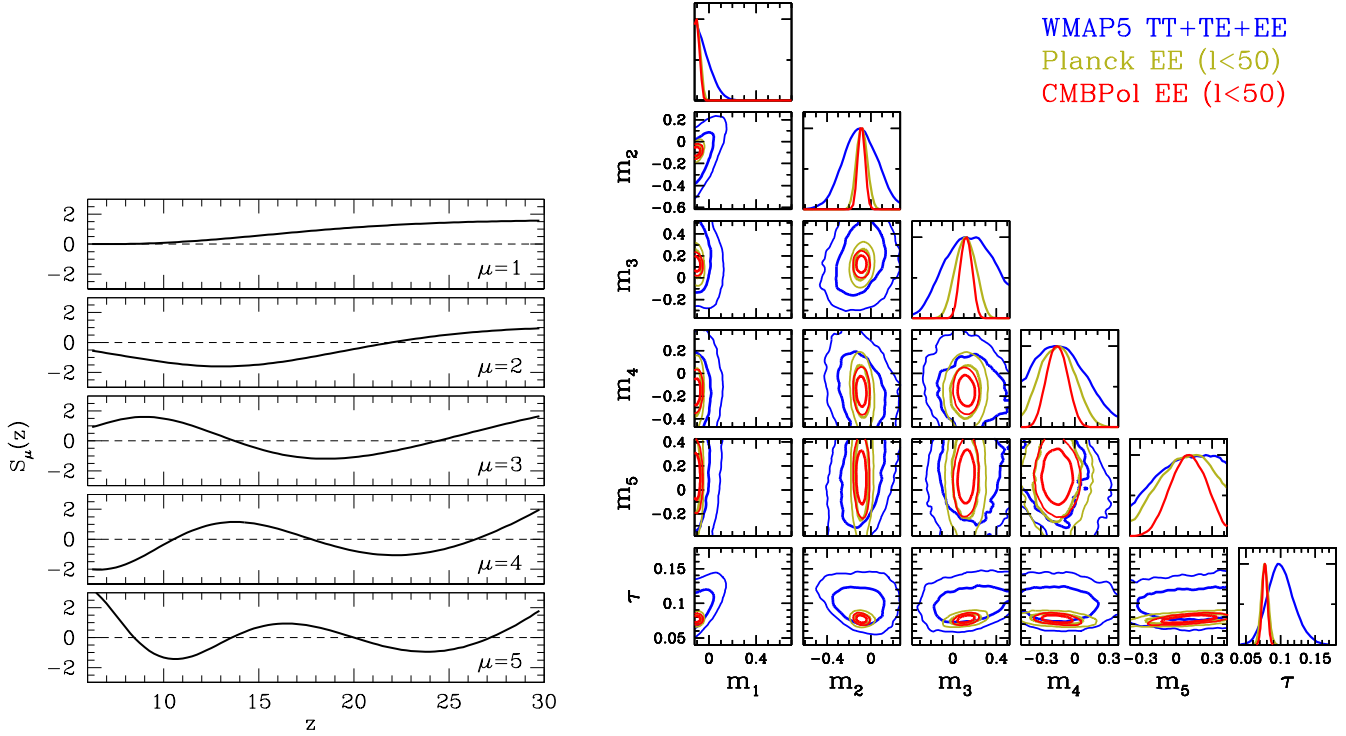 WMAP5 TT+TE+EE
Planck EE (l<50)
CMBPol EE (l<50)
2
0
−2
μ=1
2
0
−2
μ=2
2
0
−2
μ=3
2
0
−2
μ=4
2
0
−2
μ=5
S_μ(z)
10 15 20 25 30
z
0.2
0
−0.2
−0.4
−0.6
m_2
0.4
0.2
0
−0.2
m_3
0.2
0
−0.2
−0.4
m_4
0.4
0.2
0
−0.2
m_5
0.15
0.1
0.05
τ
0 0.4
−0.4 0
0 0.4
−0.3 0 0.3
−0.3 0 0.3
0.05 0.1 0.15
m_1 m_2 m_3 m_4 m_5 τ